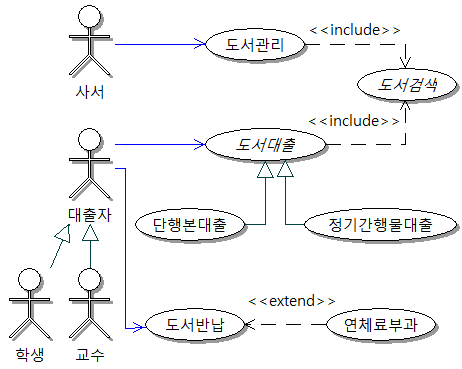 <<include>>
도서관리
도서검색
사서
<<include>>
도서대출
대출자
단행본대출
정기간행물대출
<<extend>>
도서반납
연체료부과
학생
교수